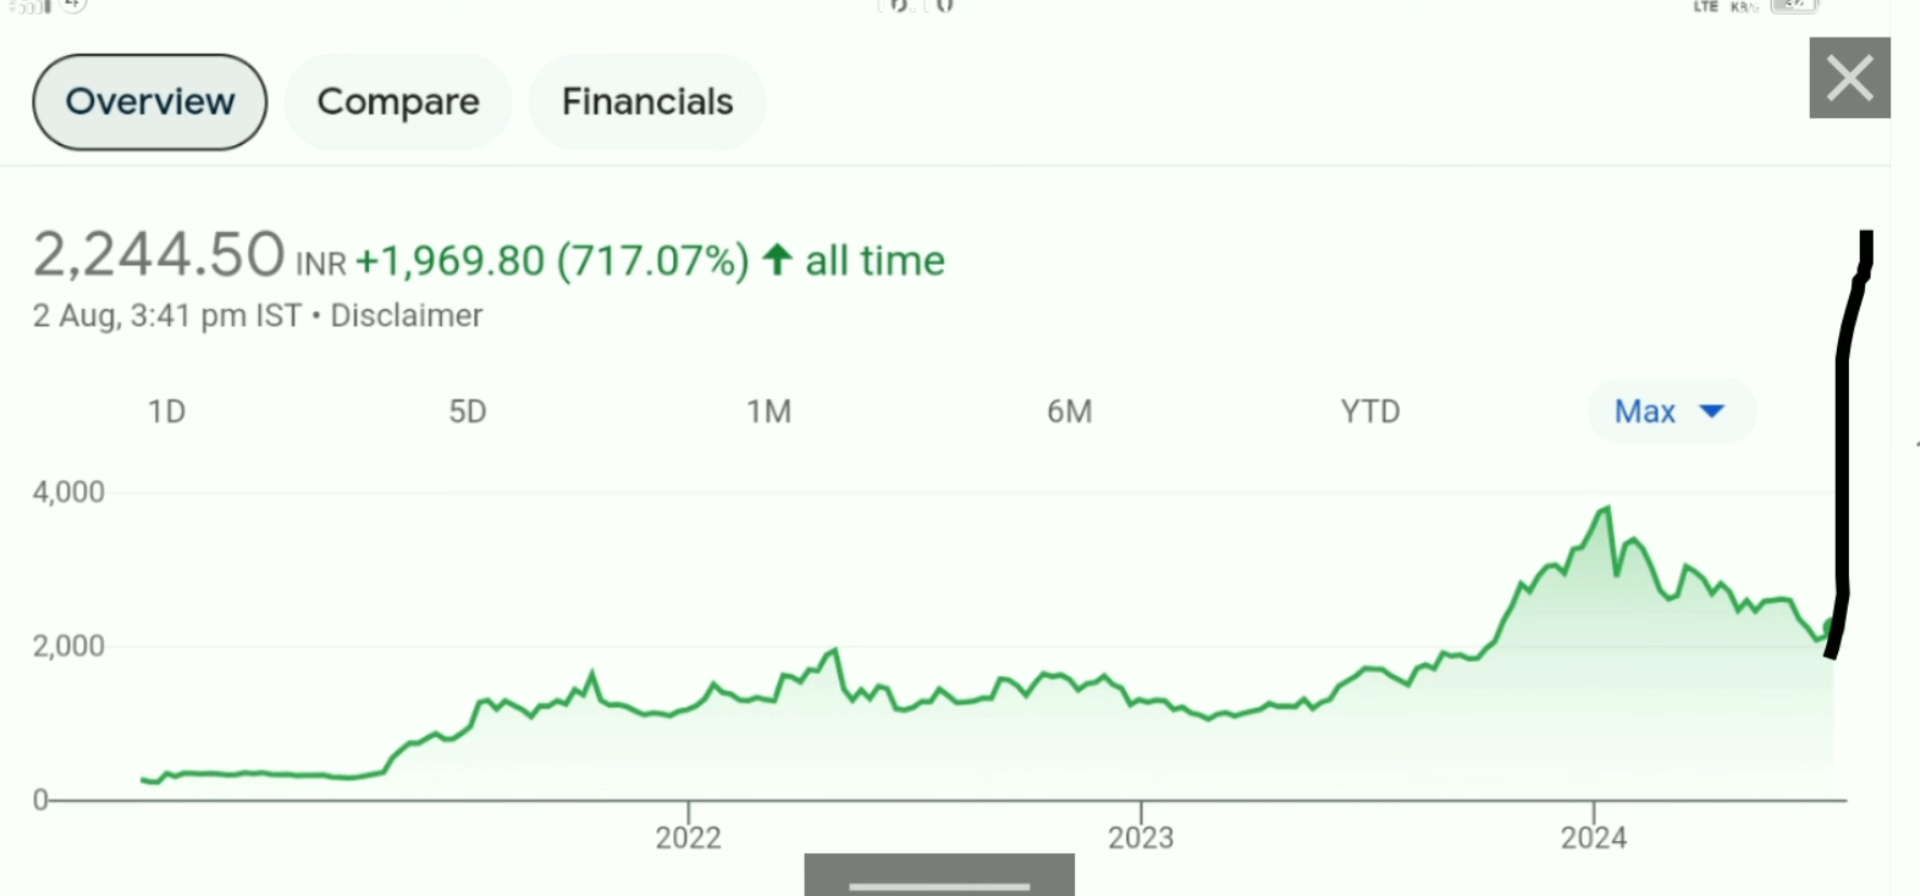 LTE
Overview Compare Financials
2,244.50 INR +1,969.80 (717.07%) ↑ all time
2 Aug, 3:41 pm IST • Disclaimer
1D 5D 1M 6M YTD Max
4,000
2,000
0
2022 2023 2024